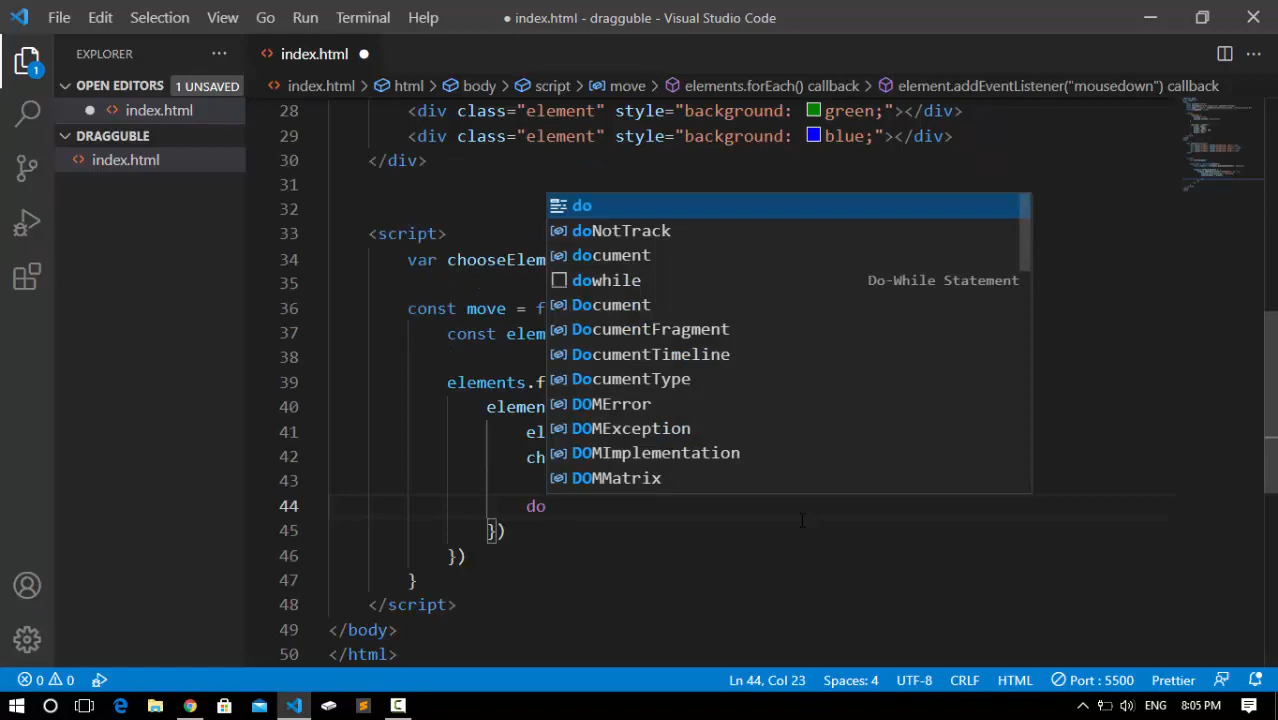 File Edit Selection View Go Run Terminal Help ● index.html - dragguble - Visual Studio Code
EXPLORER ···
<> index.html ●
OPEN EDITORS 1 UNSAVED
● <> index.html
DRAGGUBLE
<> index.html
1
<> index.html > html > body > script > move > elements.forEach() callback > element.addEventListener("mousedown") callback
28 <div class="element" style="background: green;"></div>
29 <div class="element" style="background: blue;"></div>
30 </div>
31
32
33 <script>
34 var chooseElem
35
36 const move = f
37 const elem
38
39 elements.f
40 elemen
41 el
42 ch
43
44 do
45 })
46 })
47 }
48 </script>
49 </body>
50 </html>
do
doNotTrack
document
dowhile Do-While Statement
Document
DocumentFragment
DocumentTimeline
DocumentType
DOMError
DOMException
DOMImplementation
DOMMatrix
0 0 Ln 44, Col 23 Spaces: 4 UTF-8 CRLF HTML Port : 5500 Prettier
ENG 8:05 PM